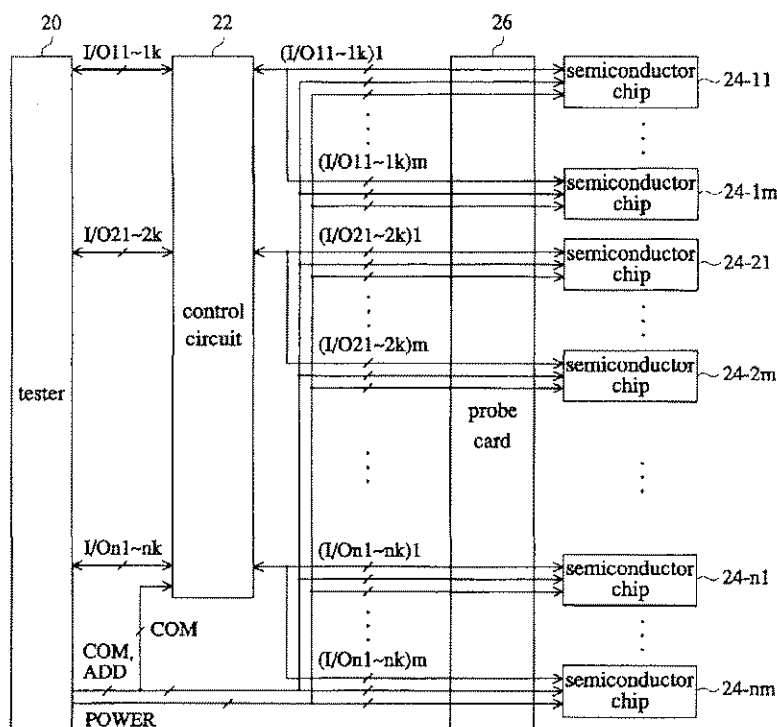 20
22
26
I/O11~1k
(I/O11~1k)1
semiconductor
chip
24-11
(I/O11~1k)m
semiconductor
chip
24-1m
I/O21~2k
(I/O21~2k)1
semiconductor
chip
24-21
control
circuit
(I/O21~2k)m
semiconductor
chip
24-2m
tester
probe
card
I/On1~nk
(I/On1~nk)1
semiconductor
chip
24-n1
COM
COM,
ADD
(I/On1~nk)m
semiconductor
chip
24-nm
POWER